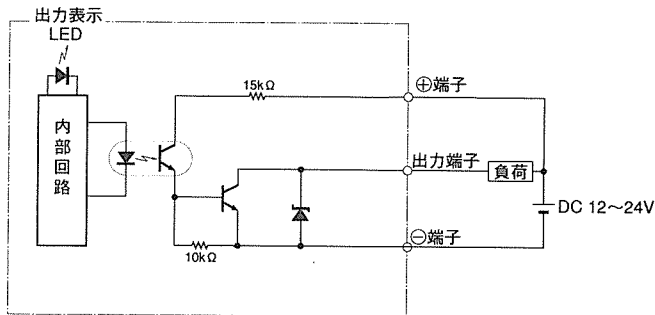 出力表示
LED
15kΩ
⊕端子
内部回路
出力端子
負荷
DC 12～24V
10kΩ
⊖端子